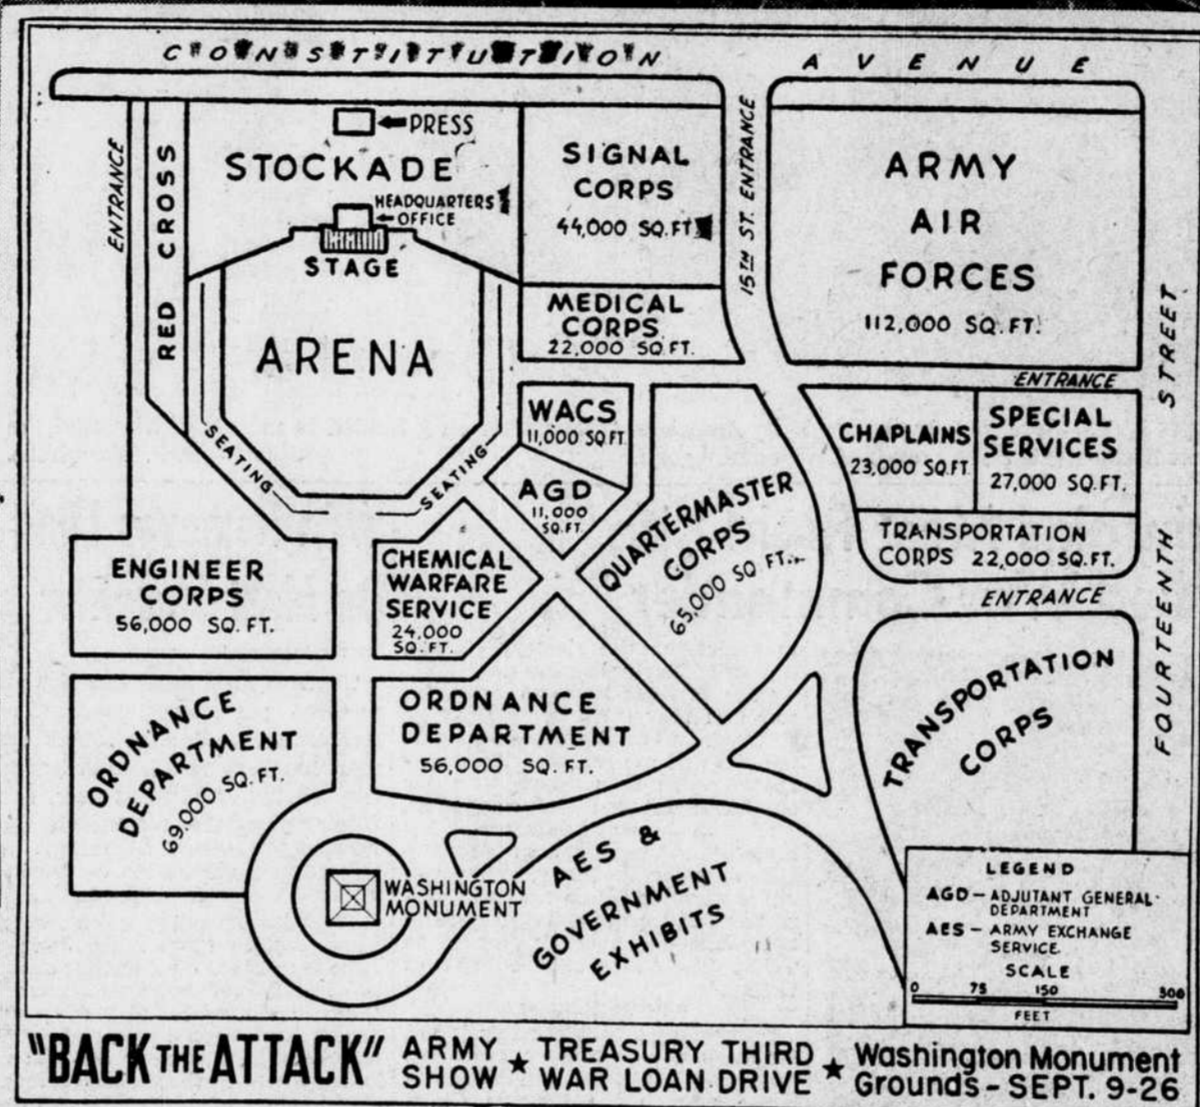 CONSTITUTION AVENUE
ENTRANCE
RED CROSS
PRESS
STOCKADE
HEADQUARTERS
OFFICE
STAGE
ARENA
SEATING
SEATING
SIGNAL
CORPS
44,000 SQ.FT.
MEDICAL
CORPS
22,000 SQ.FT.
15TH ST. ENTRANCE
ARMY
AIR
FORCES
112,000 SQ.FT.
ENTRANCE
FOURTEENTH STREET
WACS
11,000 SQ FT
AGD
11,000
SQ.FT.
CHAPLAINS
23,000 SQ.FT.
SPECIAL
SERVICES
27,000 SQ.FT.
TRANSPORTATION
CORPS 22,000 SQ.FT.
ENTRANCE
QUARTERMASTER
CORPS
65,000 SQ FT.
ENGINEER
CORPS
56,000 SQ. FT.
CHEMICAL
WARFARE
SERVICE
24,000
SQ. FT.
ORDNANCE
DEPARTMENT
69,000 SQ. FT.
ORDNANCE
DEPARTMENT
56,000 SQ. FT.
TRANSPORTATION
CORPS
WASHINGTON
MONUMENT
AES &
GOVERNMENT
EXHIBITS
LEGEND
AGD – ADJUTANT GENERAL
DEPARTMENT
AES – ARMY EXCHANGE
SERVICE
SCALE
0 75 150 300
FEET
"BACK THE ATTACK" ARMY SHOW ★ TREASURY THIRD WAR LOAN DRIVE ★ Washington Monument Grounds – SEPT. 9-26